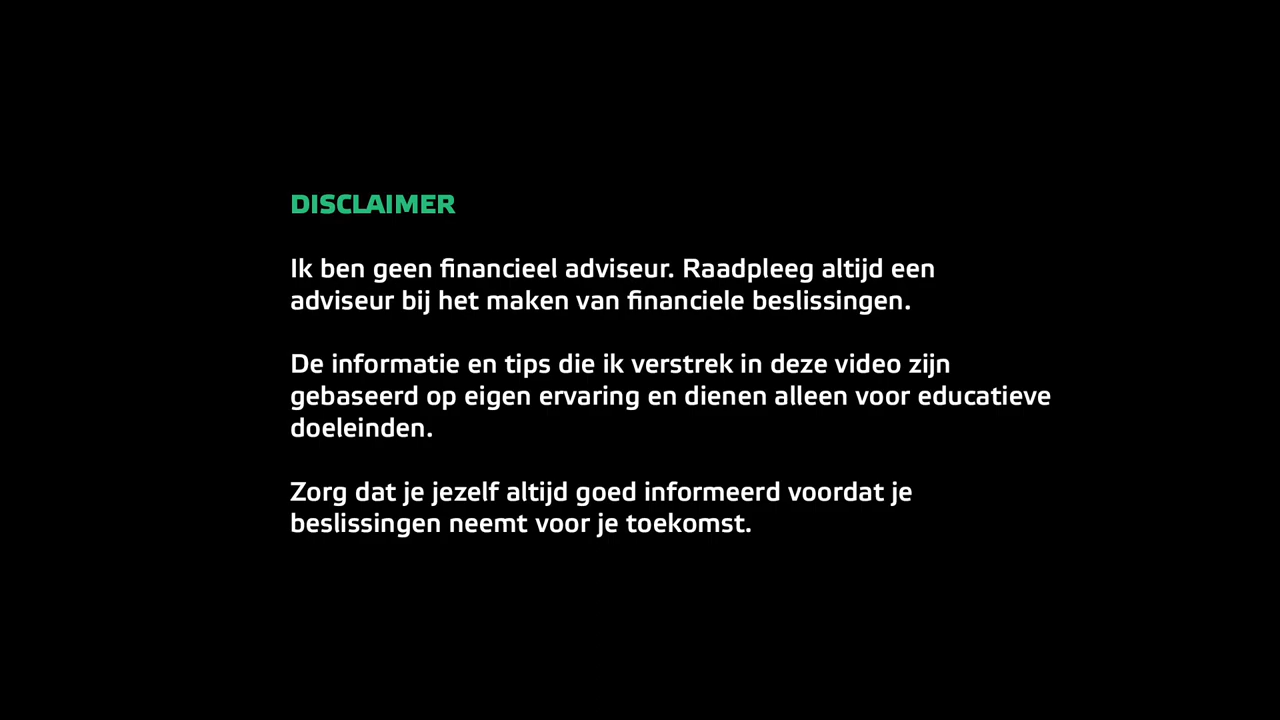 DISCLAIMER
Ik ben geen financieel adviseur. Raadpleeg altijd een
adviseur bij het maken van financiele beslissingen.
De informatie en tips die ik verstrek in deze video zijn
gebaseerd op eigen ervaring en dienen alleen voor educatieve
doeleinden.
Zorg dat je jezelf altijd goed informeerd voordat je
beslissingen neemt voor je toekomst.